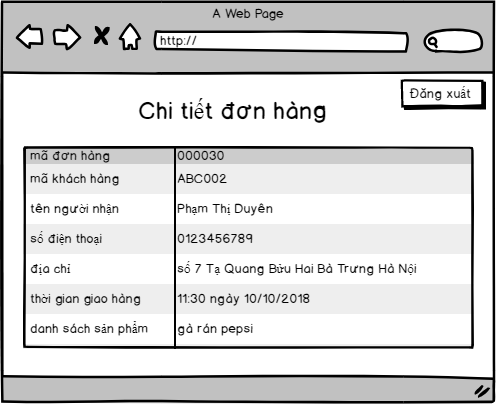 A Web Page
http://
Đăng xuất
Chi tiết đơn hàng
mã đơn hàng 000030
mã khách hàng ABC002
tên người nhận Phạm Thị Duyên
số điện thoại 0123456789
địa chỉ số 7 Tạ Quang Bửu Hai Bà Trưng Hà Nội
thời gian giao hàng 11:30 ngày 10/10/2018
danh sách sản phẩm gà rán pepsi